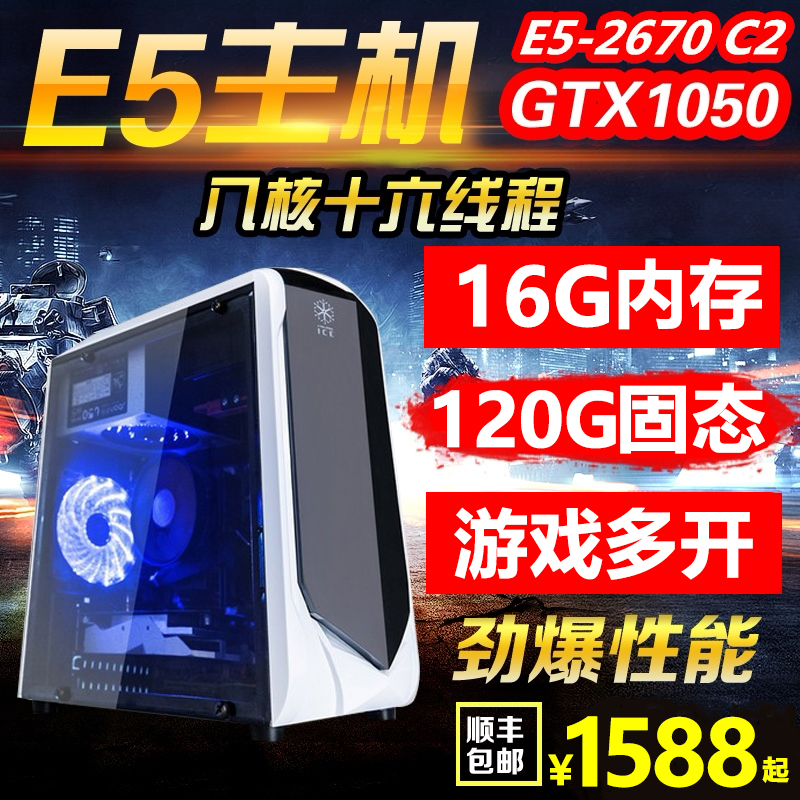 E5主机
E5-2670 C2
GTX1050
八核十六线程
16G内存
120G固态
游戏多开
ICE
劲爆性能
顺丰
包邮
¥1588起